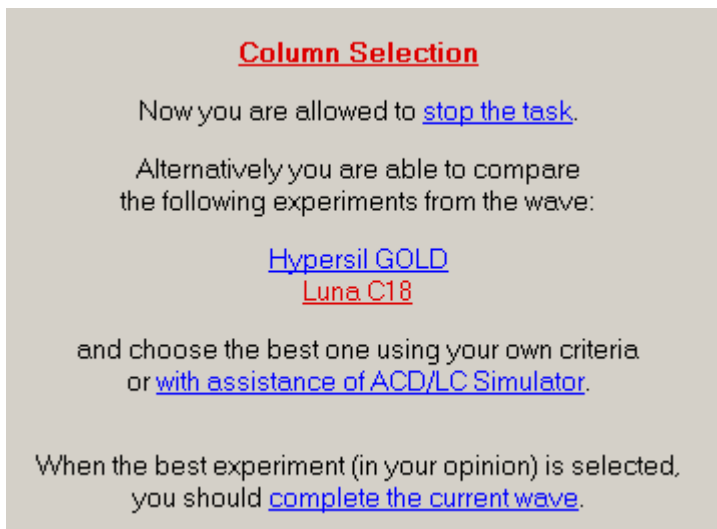 Column Selection
Now you are allowed to stop the task.
Alternatively you are able to compare
the following experiments from the wave:
Hypersil GOLD
Luna C18
and choose the best one using your own criteria
or with assistance of ACD/LC Simulator.
When the best experiment (in your opinion) is selected,
you should complete the current wave.